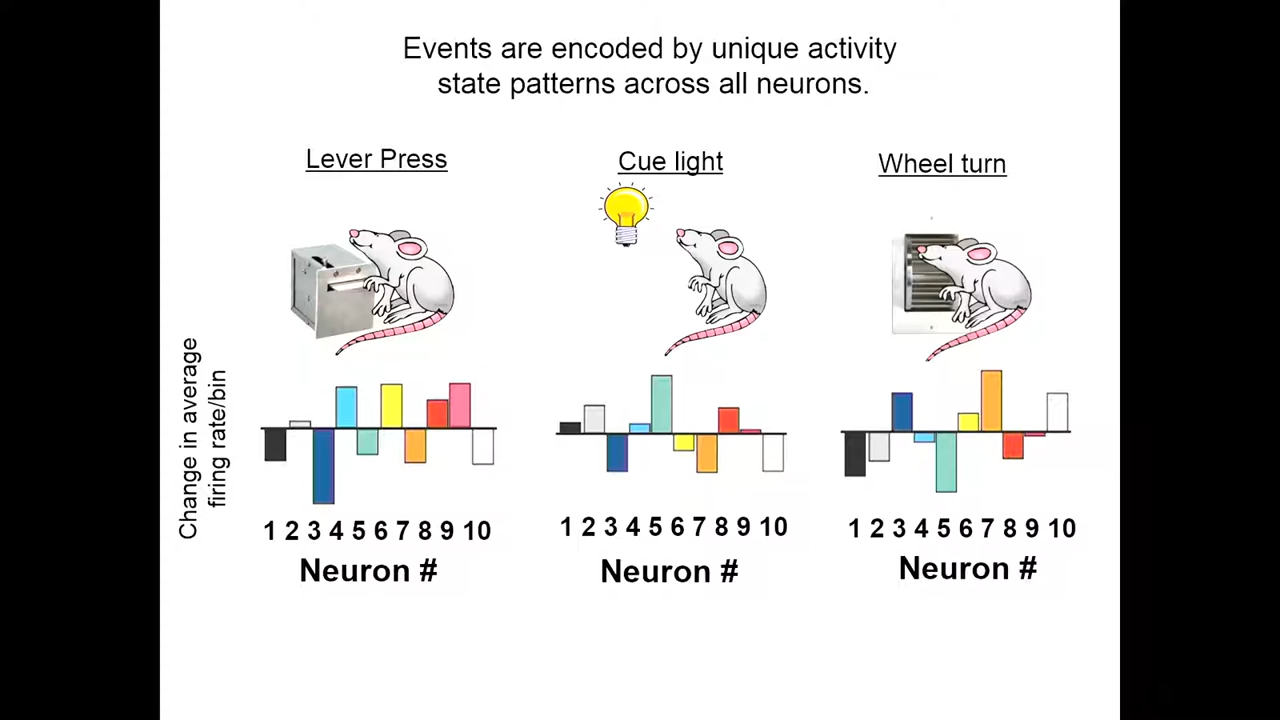 Events are encoded by unique activity
state patterns across all neurons.
Lever Press
Cue light
Wheel turn
Change in average
firing rate/bin
1 2 3 4 5 6 7 8 9 10
1 2 3 4 5 6 7 8 9 10
1 2 3 4 5 6 7 8 9 10
Neuron #
Neuron #
Neuron #